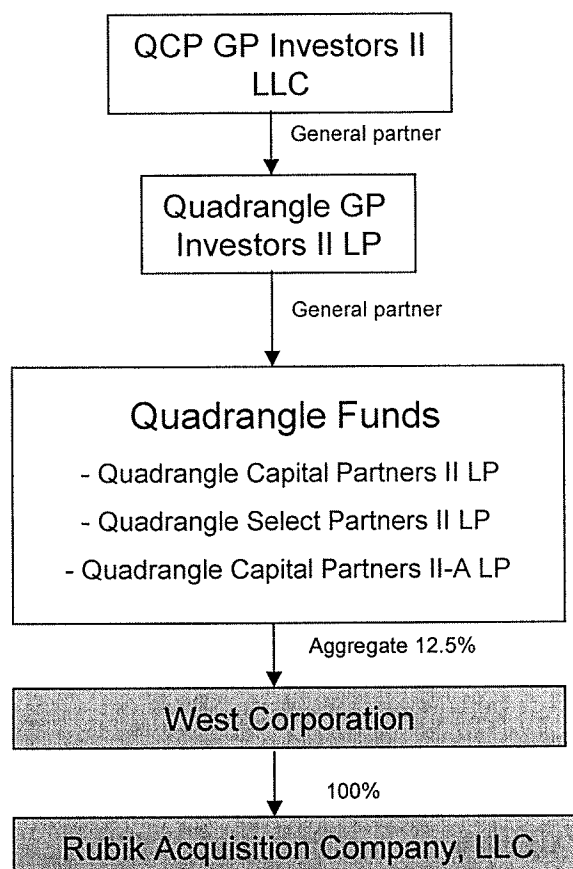 QCP GP Investors II
LLC
General partner
Quadrangle GP
Investors II LP
General partner
Quadrangle Funds
- Quadrangle Capital Partners II LP
- Quadrangle Select Partners II LP
- Quadrangle Capital Partners II-A LP
Aggregate 12.5%
West Corporation
100%
Rubik Acquisition Company, LLC